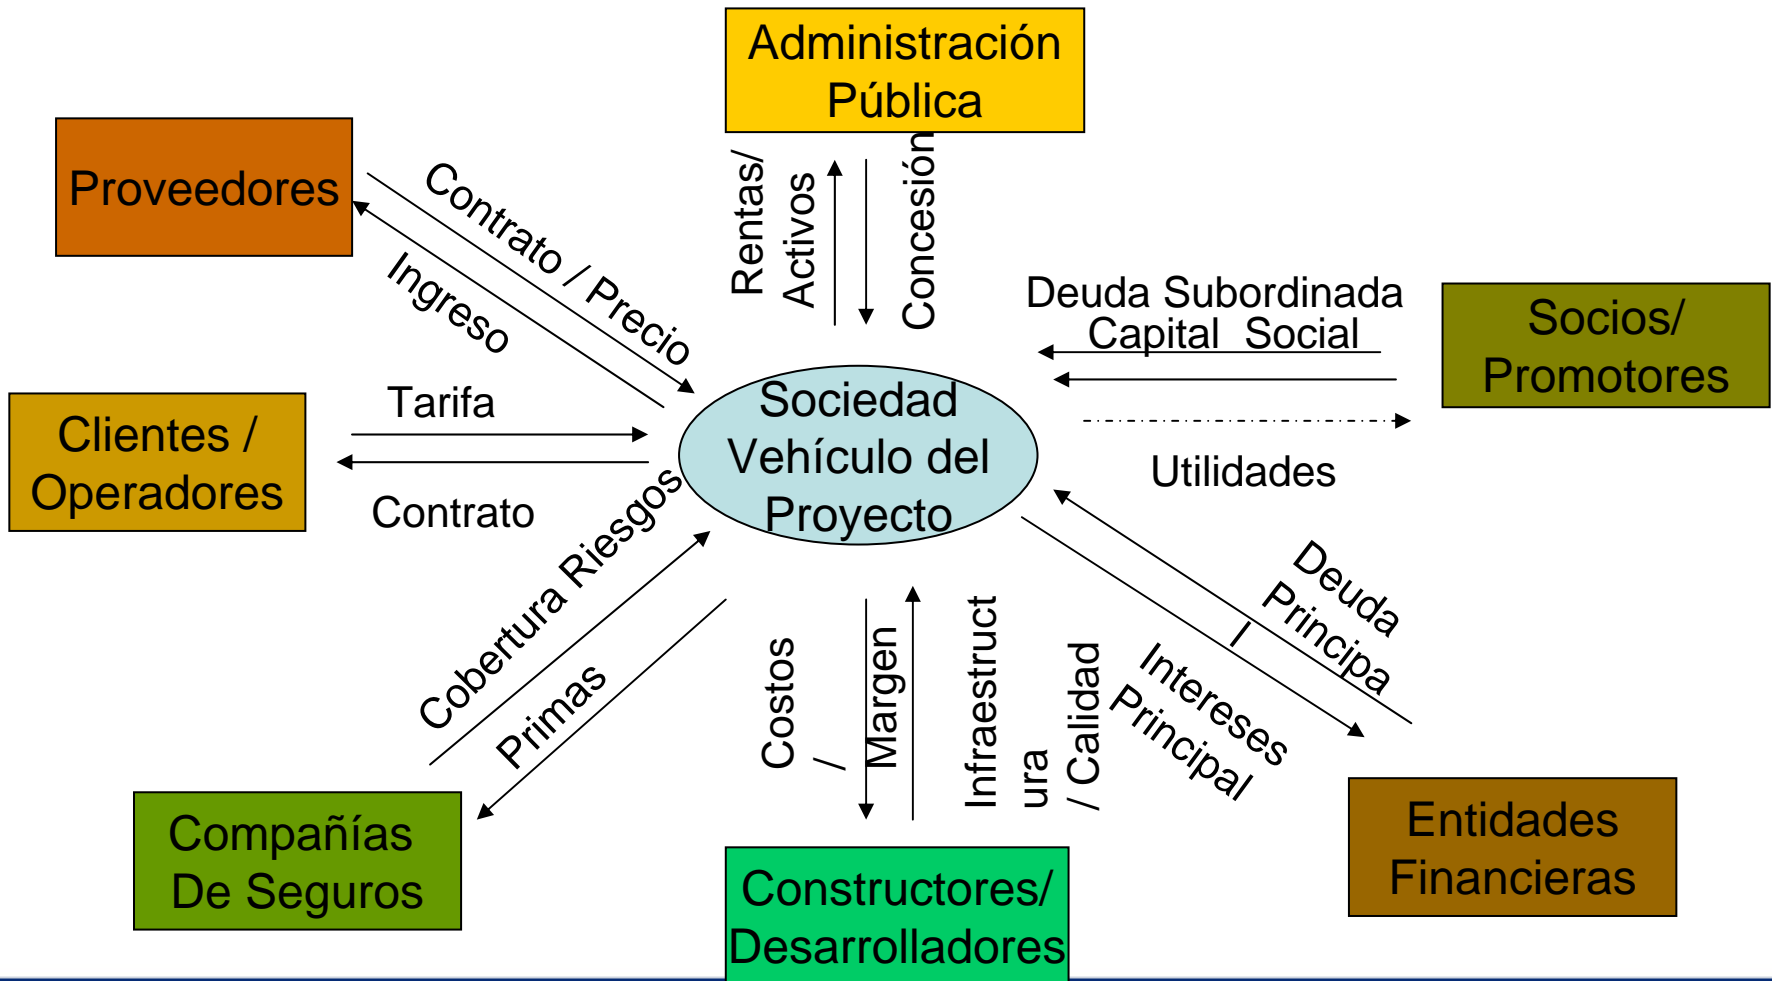 Administración
Pública
Proveedores
Contrato / Precio
Ingreso
Rentas/
Activos
Concesión
Deuda Subordinada
Capital Social
Socios/
Promotores
Utilidades
Clientes /
Operadores
Tarifa
Contrato
Sociedad
Vehículo del
Proyecto
Cobertura Riesgos
Primas
Costos
/
Margen
Infraestruct
ura
/ Calidad
Deuda
Principa
l
Intereses
Principal
Compañías
De Seguros
Constructores/
Desarrolladores
Entidades
Financieras